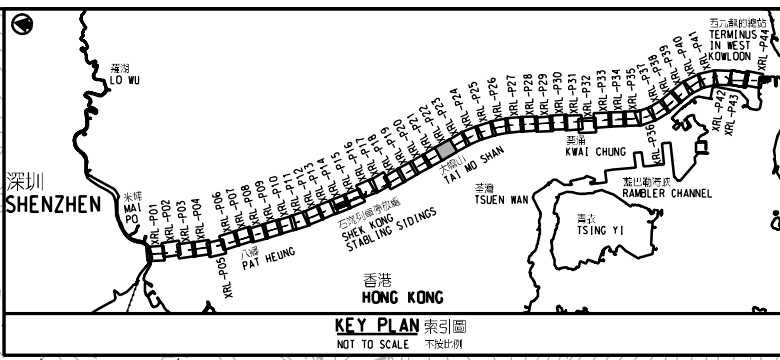 羅湖
LO WU
深圳
SHENZHEN
米埔
MAI
PO
XRL-P01
XRL-P02
XRL-P03
XRL-P04
XRL-P05
XRL-P06
XRL-P07
XRL-P08
XRL-P09
XRL-P10
XRL-P11
XRL-P12
XRL-P13
XRL-P14
XRL-P15
XRL-P16
XRL-P17
XRL-P18
XRL-P19
XRL-P20
XRL-P21
XRL-P22
XRL-P23
XRL-P24
XRL-P25
XRL-P26
XRL-P27
XRL-P28
XRL-P29
XRL-P30
XRL-P31
XRL-P32
XRL-P33
XRL-P34
XRL-P35
XRL-P36
XRL-P37
XRL-P38
XRL-P39
XRL-P40
XRL-P41
XRL-P42
XRL-P43
XRL-P44
西九龍的總站
TERMINUS
IN WEST
KOWLOON
八鄉
PAT HEUNG
石崗列車停放處
SHEK KONG
STABLING SIDINGS
大帽山
TAI MO SHAN
葵涌
KWAI CHUNG
荃灣
TSUEN WAN
藍巴勒海峽
RAMBLER CHANNEL
青衣
TSING YI
香港
HONG KONG
KEY PLAN 索引圖
NOT TO SCALE 不按比例